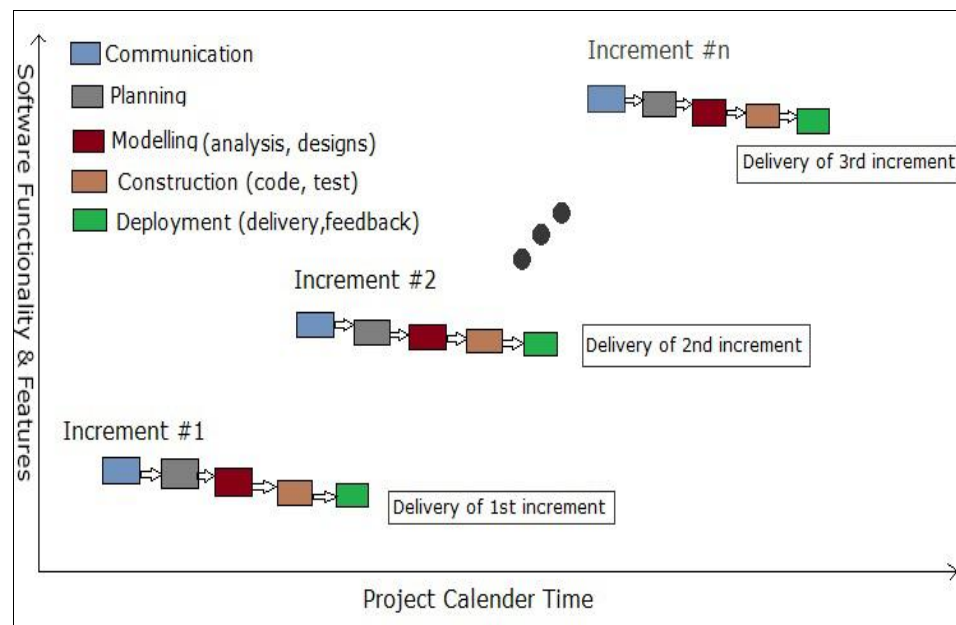 Software Functionality & Features
Communication
Planning
Modelling (analysis, designs)
Construction (code, test)
Deployment (delivery,feedback)
Increment #n
Delivery of 3rd increment
Increment #2
Delivery of 2nd increment
Increment #1
Delivery of 1st increment
Project Calender Time